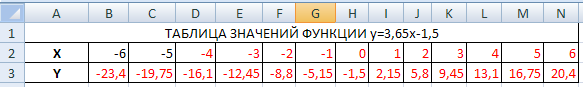 A B C D E F G H I J K L M N
1 ТАБЛИЦА ЗНАЧЕНИЙ ФУНКЦИИ y=3,65x-1,5
2 X -6 -5 -4 -3 -2 -1 0 1 2 3 4 5 6
3 Y -23,4 -19,75 -16,1 -12,45 -8,8 -5,15 -1,5 2,15 5,8 9,45 13,1 16,75 20,4